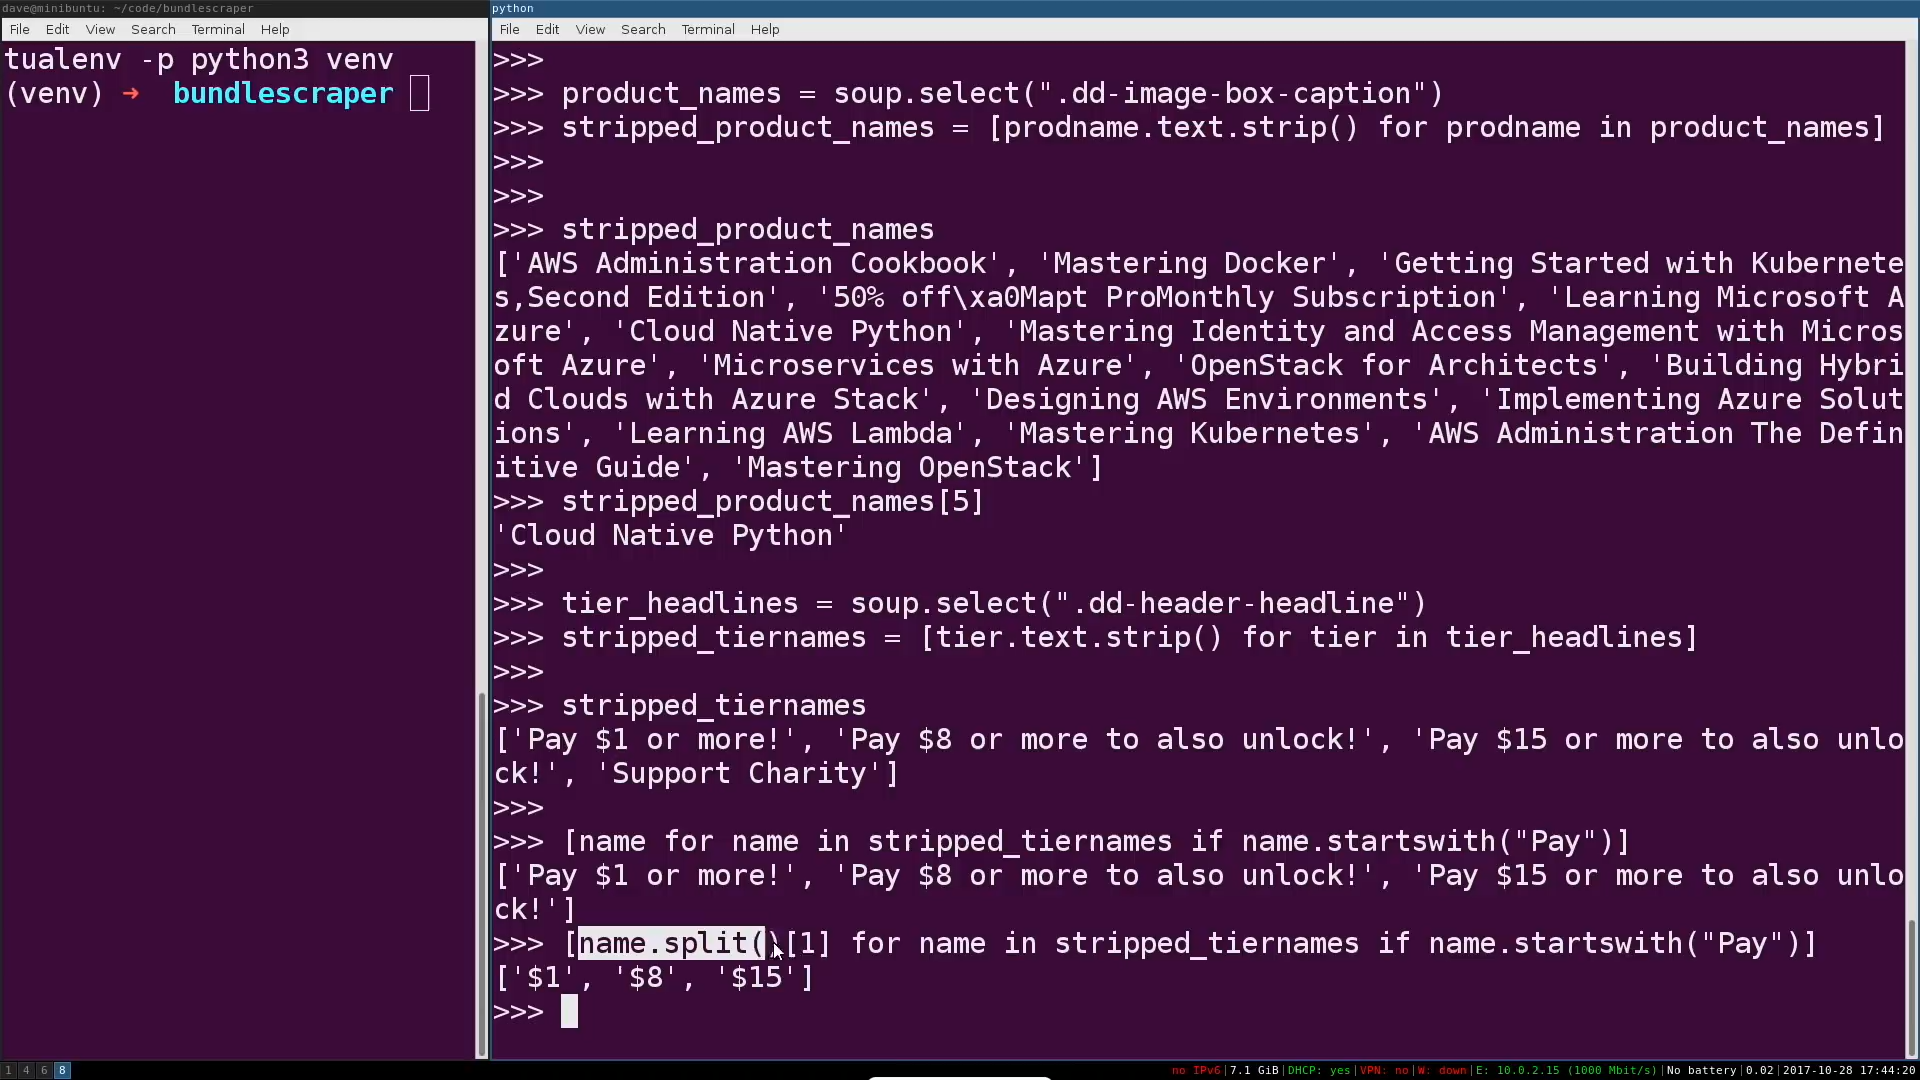 dave@minibuntu: ~/code/bundlescraper
File Edit View Search Terminal Help
tualenv -p python3 venv
(venv) → bundlescraper
python
File Edit View Search Terminal Help
>>>
>>> product_names = soup.select(".dd-image-box-caption")
>>> stripped_product_names = [prodname.text.strip() for prodname in product_names]
>>>
>>>
>>> stripped_product_names
['AWS Administration Cookbook', 'Mastering Docker', 'Getting Started with Kubernete
s,Second Edition', '50% off\xa0Mapt ProMonthly Subscription', 'Learning Microsoft A
zure', 'Cloud Native Python', 'Mastering Identity and Access Management with Micros
oft Azure', 'Microservices with Azure', 'OpenStack for Architects', 'Building Hybri
d Clouds with Azure Stack', 'Designing AWS Environments', 'Implementing Azure Solut
ions', 'Learning AWS Lambda', 'Mastering Kubernetes', 'AWS Administration The Defin
itive Guide', 'Mastering OpenStack']
>>> stripped_product_names[5]
'Cloud Native Python'
>>>
>>> tier_headlines = soup.select(".dd-header-headline")
>>> stripped_tiernames = [tier.text.strip() for tier in tier_headlines]
>>>
>>> stripped_tiernames
['Pay $1 or more!', 'Pay $8 or more to also unlock!', 'Pay $15 or more to also unlo
ck!', 'Support Charity']
>>>
>>> [name for name in stripped_tiernames if name.startswith("Pay")]
['Pay $1 or more!', 'Pay $8 or more to also unlock!', 'Pay $15 or more to also unlo
ck!']
>>> [name.split()[1] for name in stripped_tiernames if name.startswith("Pay")]
['$1', '$8', '$15']
>>>
1 4 6 8
no IPv6|7.1 GiB|DHCP: yes|VPN: no|W: down|E: 10.0.2.15 (1000 Mbit/s)|No battery|0.02|2017-10-28 17:44:20